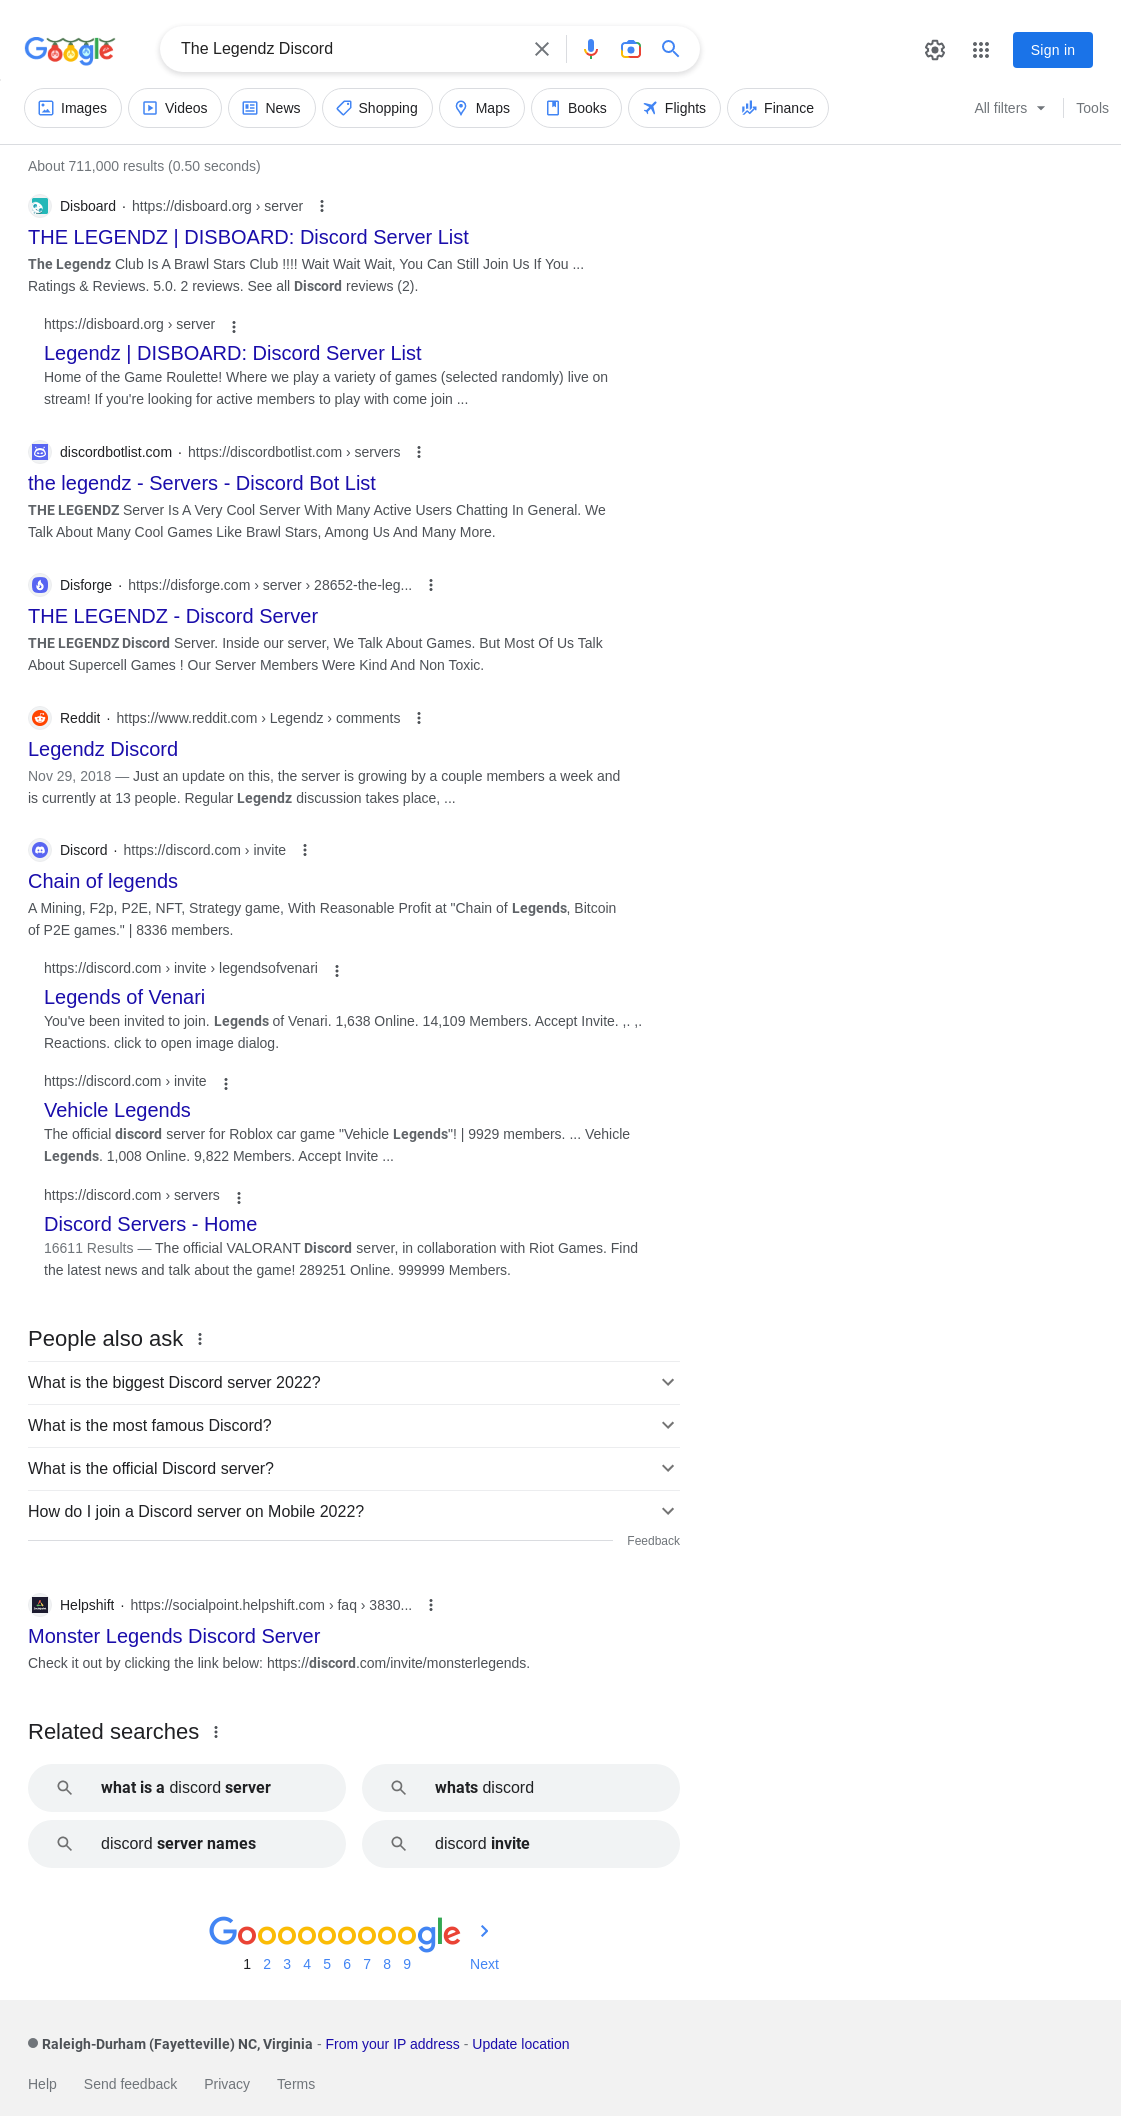 Google
The Legendz Discord
Sign in
Images
Videos
News
Shopping
Maps
Books
Flights
Finance
All filters
Tools
About 711,000 results (0.50 seconds)
Disboard · https://disboard.org › server
THE LEGENDZ | DISBOARD: Discord Server List
The Legendz Club Is A Brawl Stars Club !!!! Wait Wait Wait, You Can Still Join Us If You ...
Ratings & Reviews. 5.0. 2 reviews. See all Discord reviews (2).
https://disboard.org › server
Legendz | DISBOARD: Discord Server List
Home of the Game Roulette! Where we play a variety of games (selected randomly) live on
stream! If you're looking for active members to play with come join ...
discordbotlist.com · https://discordbotlist.com › servers
the legendz - Servers - Discord Bot List
THE LEGENDZ Server Is A Very Cool Server With Many Active Users Chatting In General. We
Talk About Many Cool Games Like Brawl Stars, Among Us And Many More.
Disforge · https://disforge.com › server › 28652-the-leg...
THE LEGENDZ - Discord Server
THE LEGENDZ Discord Server. Inside our server, We Talk About Games. But Most Of Us Talk
About Supercell Games ! Our Server Members Were Kind And Non Toxic.
Reddit · https://www.reddit.com › Legendz › comments
Legendz Discord
Nov 29, 2018 — Just an update on this, the server is growing by a couple members a week and
is currently at 13 people. Regular Legendz discussion takes place, ...
Discord · https://discord.com › invite
Chain of legends
A Mining, F2p, P2E, NFT, Strategy game, With Reasonable Profit at "Chain of Legends, Bitcoin
of P2E games." | 8336 members.
https://discord.com › invite › legendsofvenari
Legends of Venari
You've been invited to join. Legends of Venari. 1,638 Online. 14,109 Members. Accept Invite. ,. ,.
Reactions. click to open image dialog.
https://discord.com › invite
Vehicle Legends
The official discord server for Roblox car game "Vehicle Legends"! | 9929 members. ... Vehicle
Legends. 1,008 Online. 9,822 Members. Accept Invite ...
https://discord.com › servers
Discord Servers - Home
16611 Results — The official VALORANT Discord server, in collaboration with Riot Games. Find
the latest news and talk about the game! 289251 Online. 999999 Members.
People also ask
What is the biggest Discord server 2022?
What is the most famous Discord?
What is the official Discord server?
How do I join a Discord server on Mobile 2022?
Feedback
Helpshift · https://socialpoint.helpshift.com › faq › 3830...
Monster Legends Discord Server
Check it out by clicking the link below: https://discord.com/invite/monsterlegends.
Related searches
what is a discord server
whats discord
discord server names
discord invite
Gooooooooogle
1 2 3 4 5 6 7 8 9 Next
Raleigh-Durham (Fayetteville) NC, Virginia - From your IP address - Update location
Help Send feedback Privacy Terms